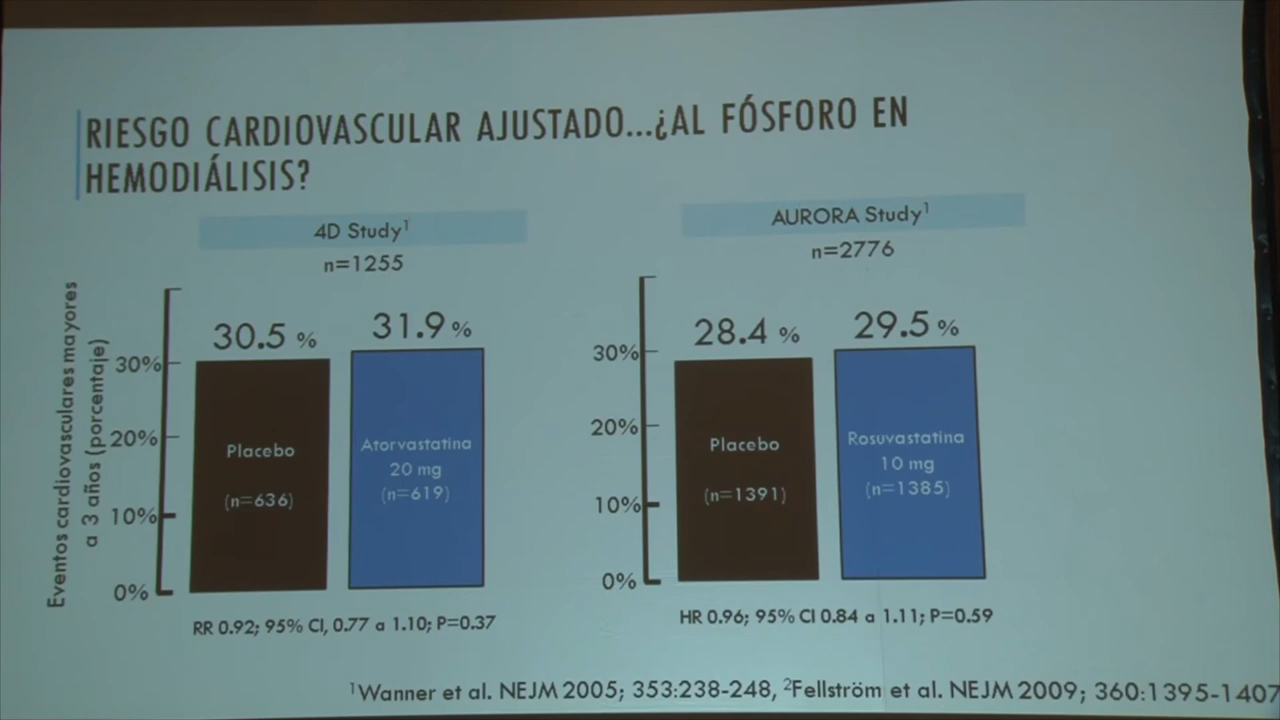 RIESGO CARDIOVASCULAR AJUSTADO...¿AL FÓSFORO EN
HEMODIÁLISIS?
4D Study¹
n=1255
Eventos cardiovasculares mayores
a 3 años (porcentaje)
30%
20%
10%
0%
30.5 %
31.9 %
Placebo
(n=636)
Atorvastatina
20 mg
(n=619)
RR 0.92; 95% CI, 0.77 a 1.10; P=0.37
AURORA Study¹
n=2776
30%
20%
10%
0%
28.4 %
29.5 %
Placebo
(n=1391)
Rosuvastatina
10 mg
(n=1385)
HR 0.96; 95% CI 0.84 a 1.11; P=0.59
¹Wanner et al. NEJM 2005; 353:238-248, ²Fellström et al. NEJM 2009; 360:1395-1407